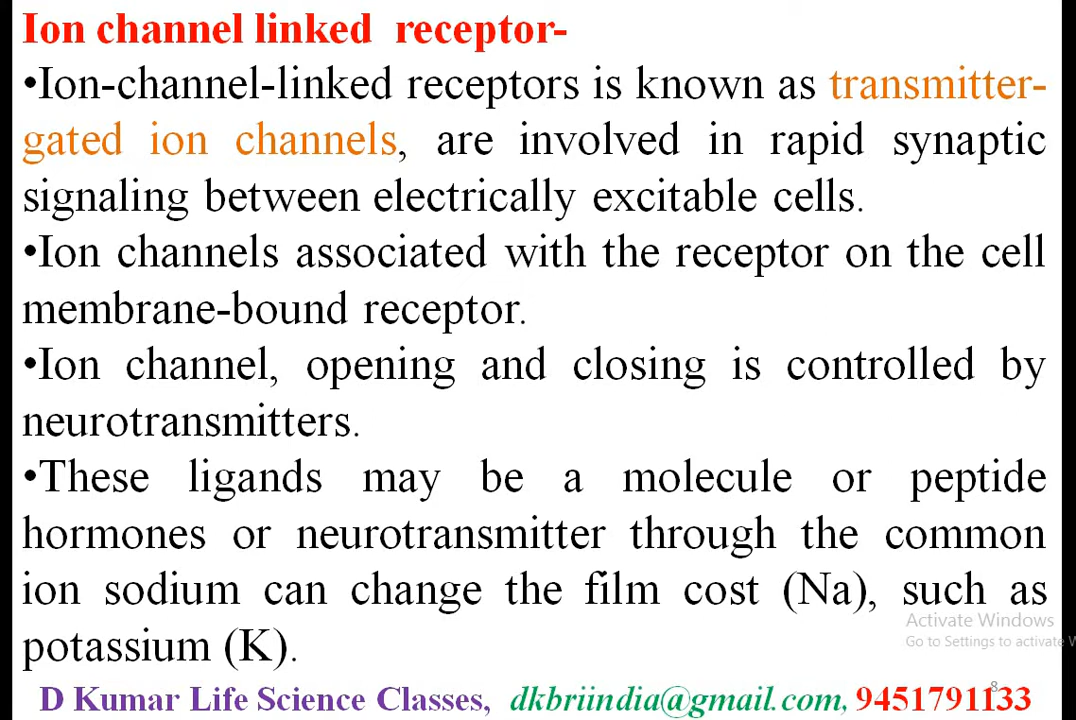 Ion channel linked receptor-
•Ion-channel-linked receptors is known as transmitter-
gated ion channels, are involved in rapid synaptic
signaling between electrically excitable cells.
•Ion channels associated with the receptor on the cell
membrane-bound receptor.
•Ion channel, opening and closing is controlled by
neurotransmitters.
•These ligands may be a molecule or peptide
hormones or neurotransmitter through the common
ion sodium can change the film cost (Na), such as
potassium (K).
Activate Windows
Go to Settings to activate W
8
D Kumar Life Science Classes, dkbriindia@gmail.com, 9451791133